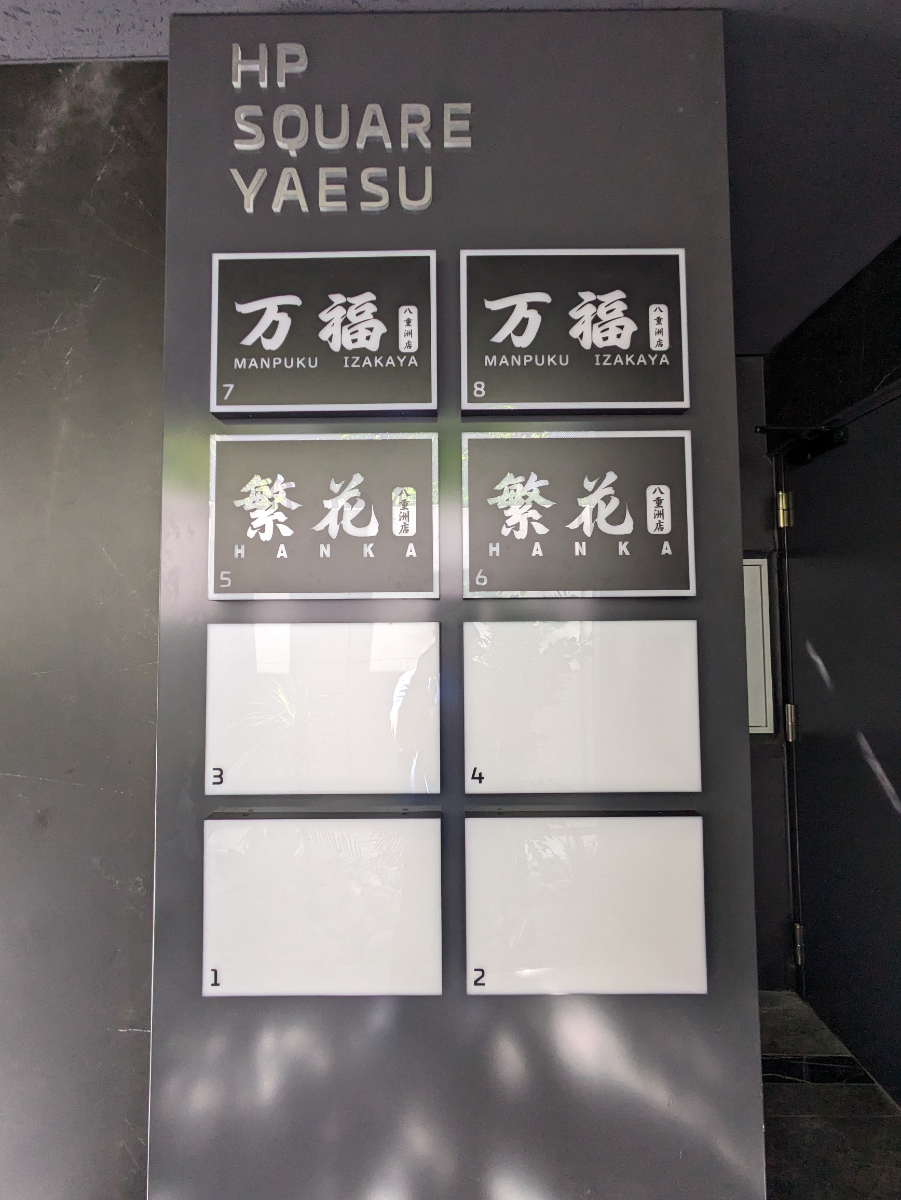 HP
SQUARE
YAESU
万福 八重洲店
MANPUKU IZAKAYA
7
万福 八重洲店
MANPUKU IZAKAYA
8
繁花 八重洲店
HANKA
5
繁花 八重洲店
HANKA
6
3
4
1
2